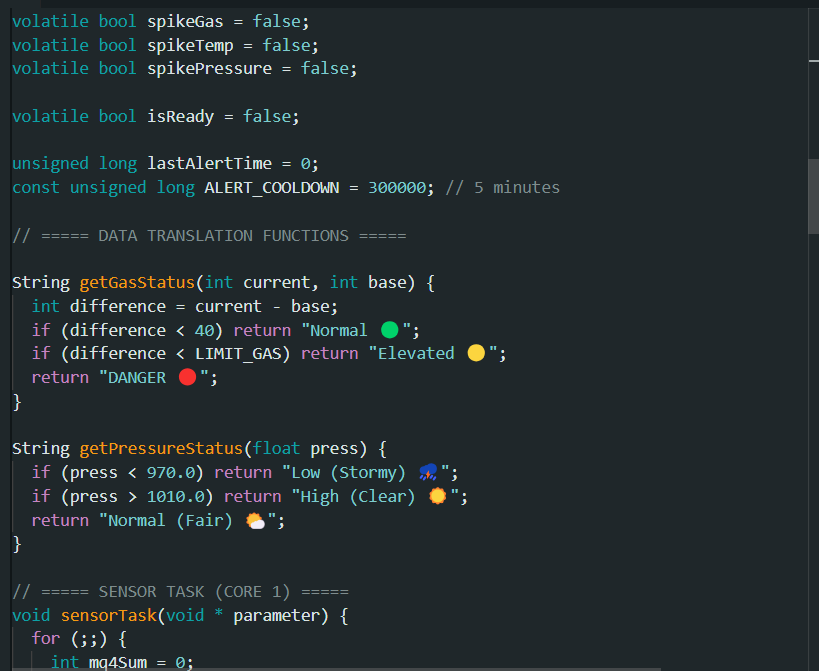 volatile bool spikeGas = false;
volatile bool spikeTemp = false;
volatile bool spikePressure = false;
volatile bool isReady = false;
unsigned long lastAlertTime = 0;
const unsigned long ALERT_COOLDOWN = 300000; // 5 minutes
// ===== DATA TRANSLATION FUNCTIONS =====
String getGasStatus(int current, int base) {
  int difference = current - base;
  if (difference < 40) return "Normal 🟢";
  if (difference < LIMIT_GAS) return "Elevated 🟡";
  return "DANGER 🔴";
}
String getPressureStatus(float press) {
  if (press < 970.0) return "Low (Stormy) ⛈️";
  if (press > 1010.0) return "High (Clear) ☀️";
  return "Normal (Fair) 🌤️";
}
// ===== SENSOR TASK (CORE 1) =====
void sensorTask(void * parameter) {
  for (;;) {
    int mq4Sum = 0;